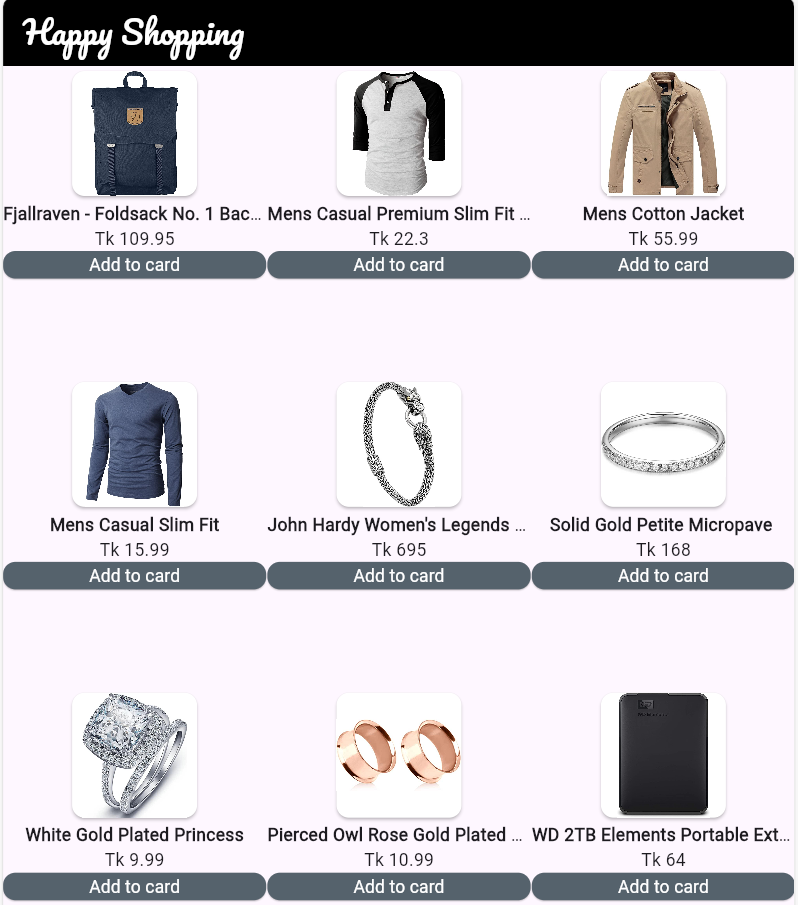 Happy Shopping
Fjallraven - Foldsack No. 1 Bac...
Tk 109.95
Add to card
Mens Casual Premium Slim Fit ...
Tk 22.3
Add to card
Mens Cotton Jacket
Tk 55.99
Add to card
Mens Casual Slim Fit
Tk 15.99
Add to card
John Hardy Women's Legends ...
Tk 695
Add to card
Solid Gold Petite Micropave
Tk 168
Add to card
White Gold Plated Princess
Tk 9.99
Add to card
Pierced Owl Rose Gold Plated ...
Tk 10.99
Add to card
WD 2TB Elements Portable Ext...
Tk 64
Add to card